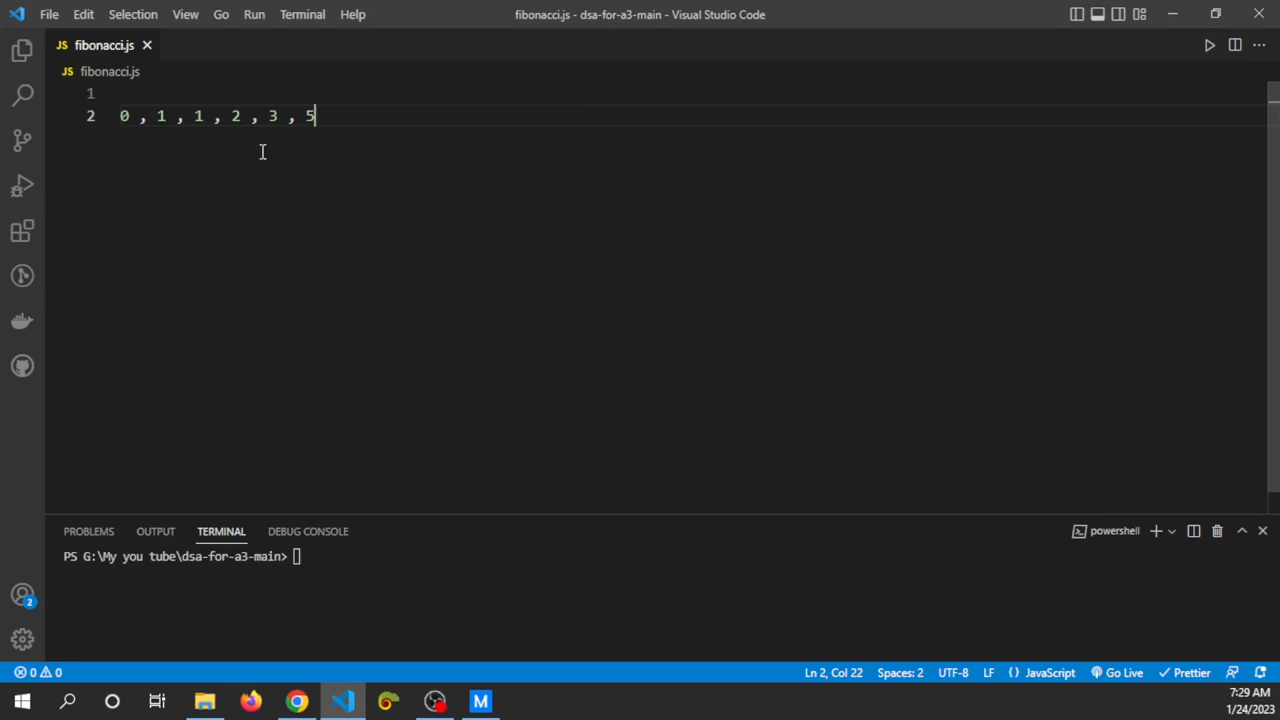 File Edit Selection View Go Run Terminal Help fibonacci.js - dsa-for-a3-main - Visual Studio Code
JS fibonacci.js
JS fibonacci.js
1
2 0 , 1 , 1 , 2 , 3 , 5
PROBLEMS OUTPUT TERMINAL DEBUG CONSOLE powershell
PS G:\My you tube\dsa-for-a3-main>
2
0 0 Ln 2, Col 22 Spaces: 2 UTF-8 LF {} JavaScript Go Live Prettier
M
7:29 AM
1/24/2023